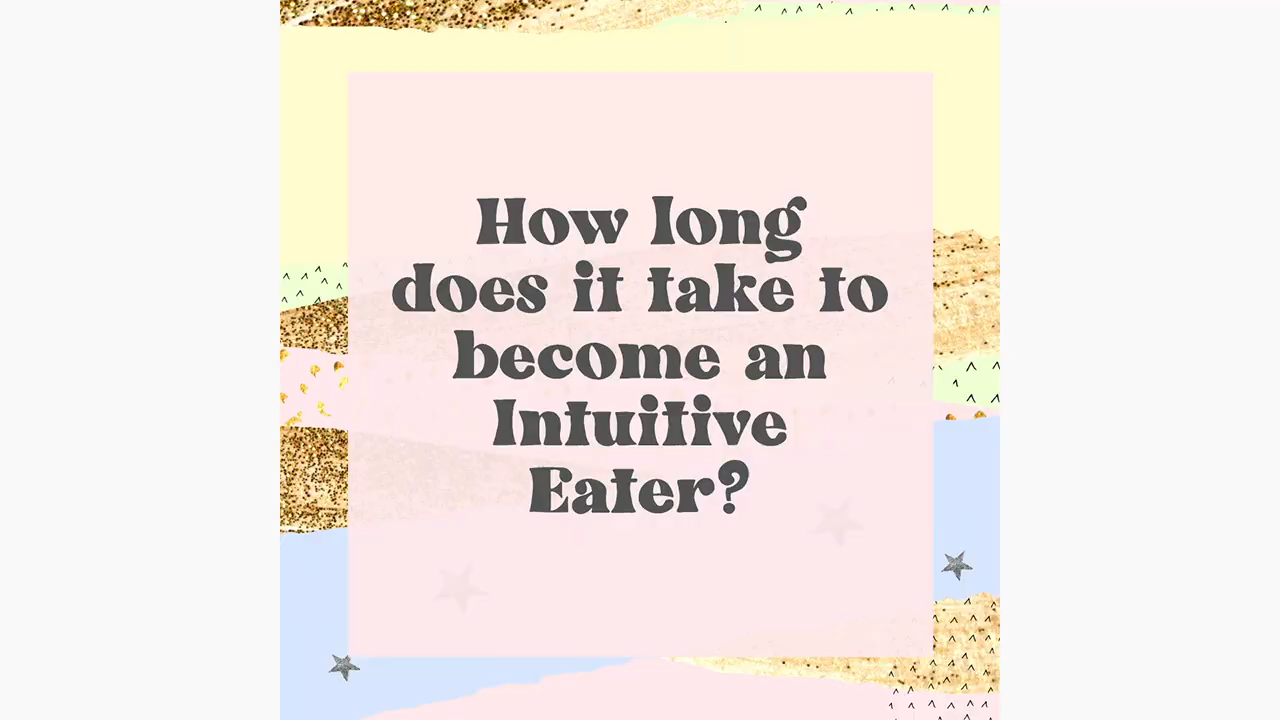 How long
does it take to
become an
Intuitive
Eater?